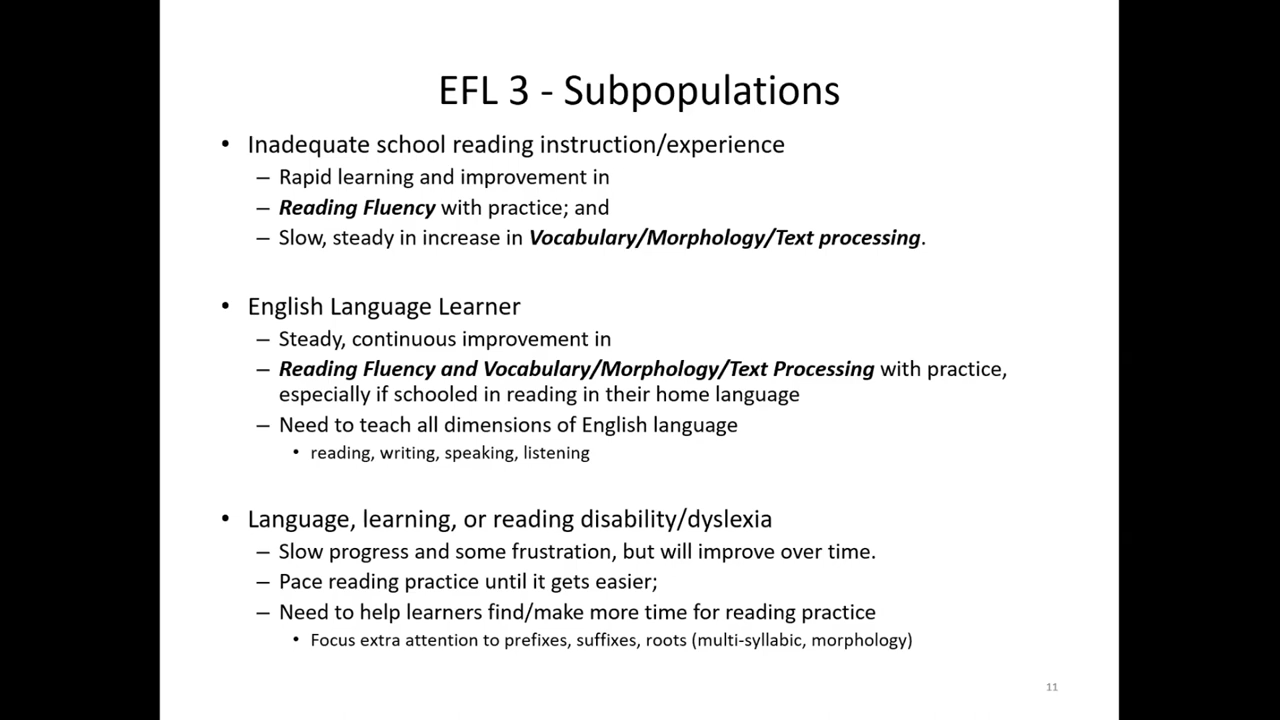 EFL 3 - Subpopulations
• Inadequate school reading instruction/experience
– Rapid learning and improvement in
– Reading Fluency with practice; and
– Slow, steady in increase in Vocabulary/Morphology/Text processing.
• English Language Learner
– Steady, continuous improvement in
– Reading Fluency and Vocabulary/Morphology/Text Processing with practice,
especially if schooled in reading in their home language
– Need to teach all dimensions of English language
• reading, writing, speaking, listening
• Language, learning, or reading disability/dyslexia
– Slow progress and some frustration, but will improve over time.
– Pace reading practice until it gets easier;
– Need to help learners find/make more time for reading practice
• Focus extra attention to prefixes, suffixes, roots (multi-syllabic, morphology)
11